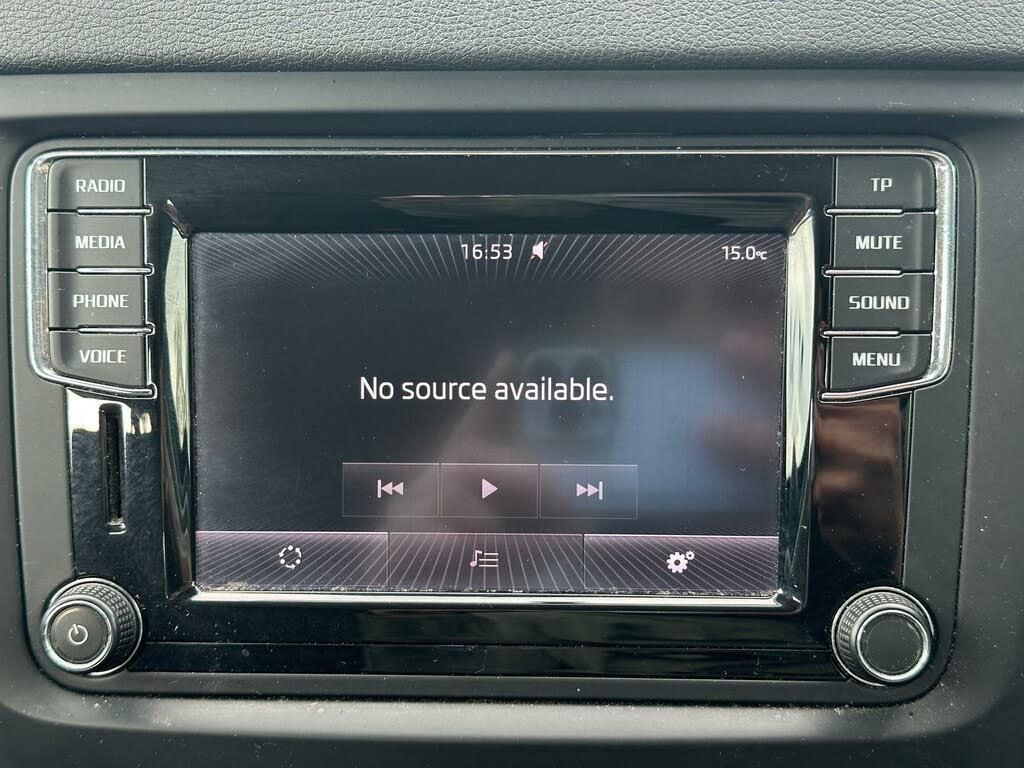 RADIO
MEDIA
PHONE
VOICE
16:53
15.0°C
No source available.
TP
MUTE
SOUND
MENU